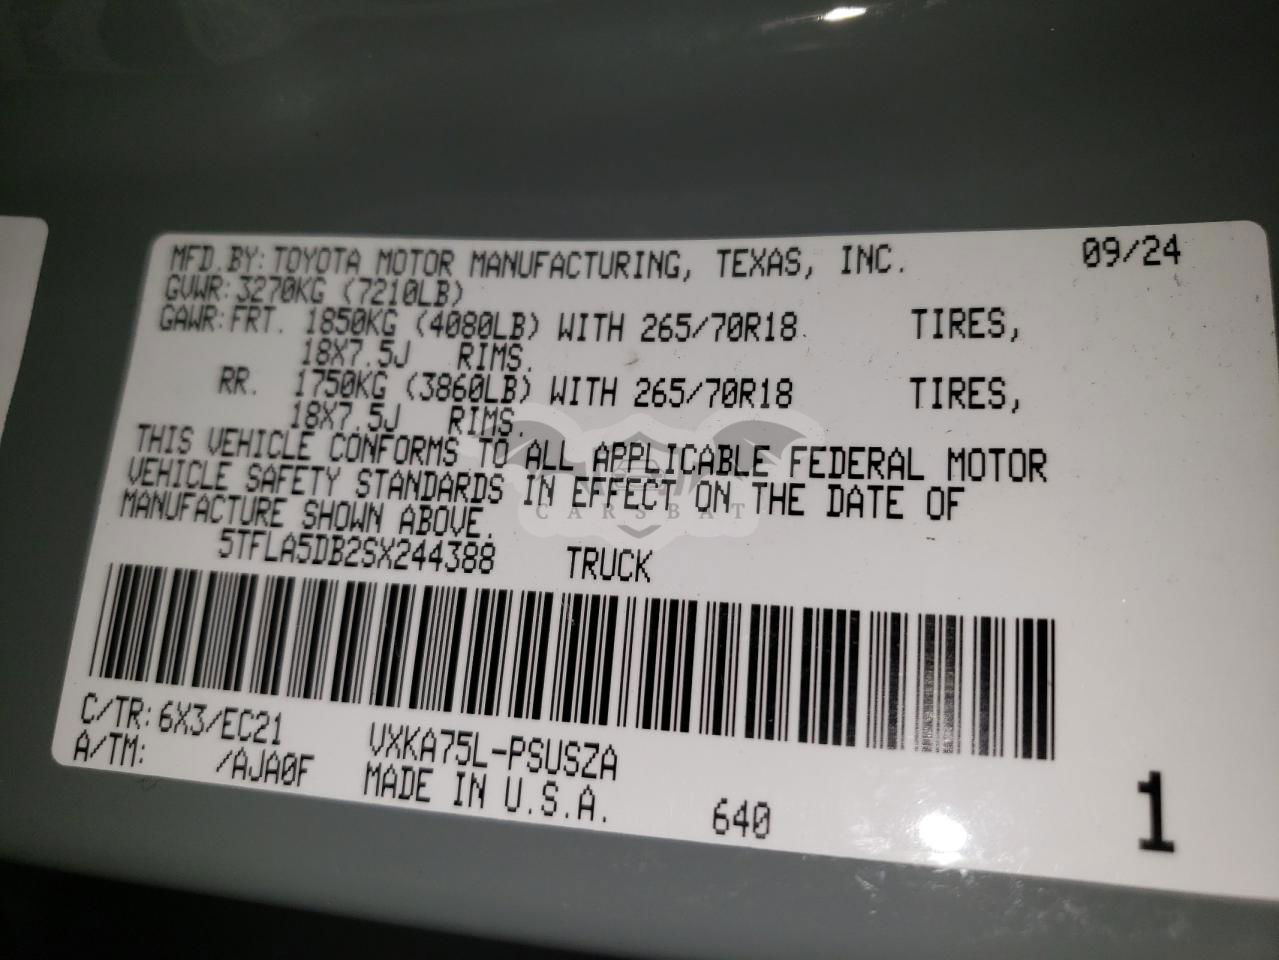 MFD.BY: TOYOTA MOTOR MANUFACTURING, TEXAS, INC. 09/24
GVWR: 3270KG (7210LB)
GAWR: FRT. 1850KG (4080LB) WITH 265/70R18 TIRES,
18X7.5J RIMS.
RR. 1750KG (3860LB) WITH 265/70R18 TIRES,
18X7.5J RIMS.
THIS VEHICLE CONFORMS TO ALL APPLICABLE FEDERAL MOTOR
VEHICLE SAFETY STANDARDS IN EFFECT ON THE DATE OF
MANUFACTURE SHOWN ABOVE.
CARSBAT
5TFLA5DB2SX244388 TRUCK
C/TR: 6X3/EC21 VXKA75L-PSUSZA
A/TM: /AJA0F MADE IN U.S.A. 640 1